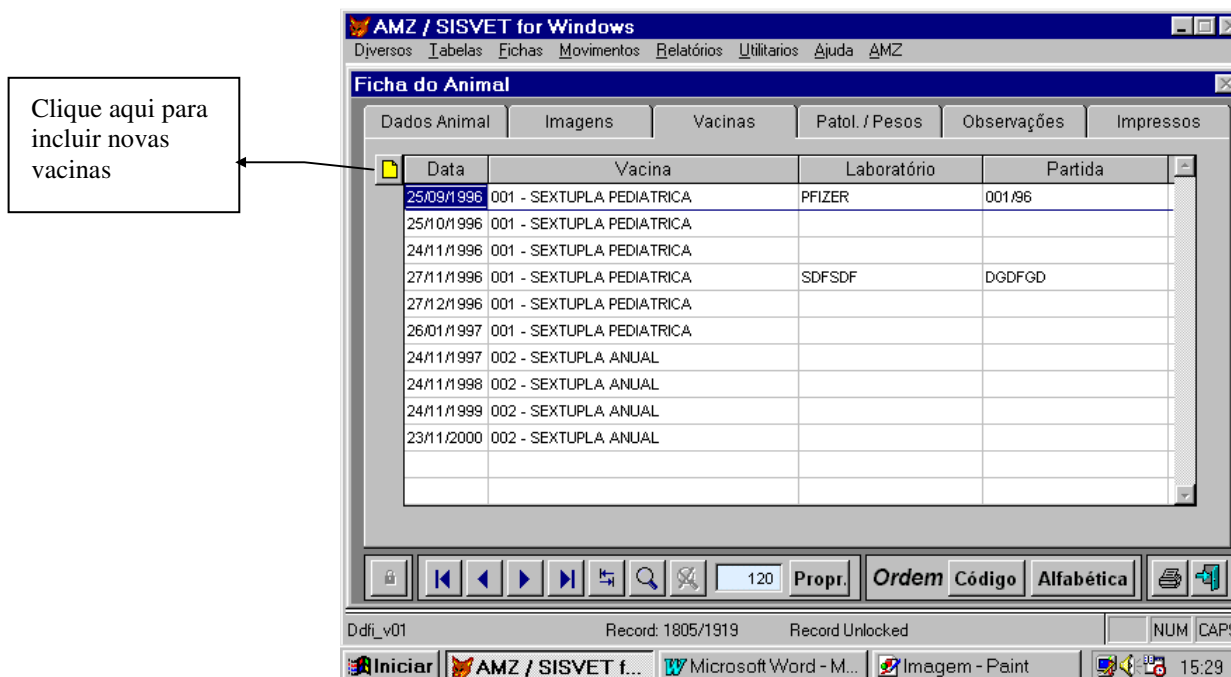 AMZ / SISVET for Windows
Diversos Tabelas Fichas Movimentos Relatórios Utilitarios Ajuda AMZ
Ficha do Animal
Clique aqui para
incluir novas
vacinas
Dados Animal Imagens Vacinas Patol. / Pesos Observações Impressos
Data Vacina Laboratório Partida
25/09/1996 001 - SEXTUPLA PEDIATRICA PFIZER 001/96
25/10/1996 001 - SEXTUPLA PEDIATRICA
24/11/1996 001 - SEXTUPLA PEDIATRICA
27/11/1996 001 - SEXTUPLA PEDIATRICA SDFSDF DGDFGD
27/12/1996 001 - SEXTUPLA PEDIATRICA
26/01/1997 001 - SEXTUPLA PEDIATRICA
24/11/1997 002 - SEXTUPLA ANUAL
24/11/1998 002 - SEXTUPLA ANUAL
24/11/1999 002 - SEXTUPLA ANUAL
23/11/2000 002 - SEXTUPLA ANUAL
120 Propr. Ordem Código Alfabética
Ddfi_v01 Record: 1805/1919 Record Unlocked NUM CAPS
Iniciar AMZ / SISVET f... Microsoft Word - M... Imagem - Paint 15:29